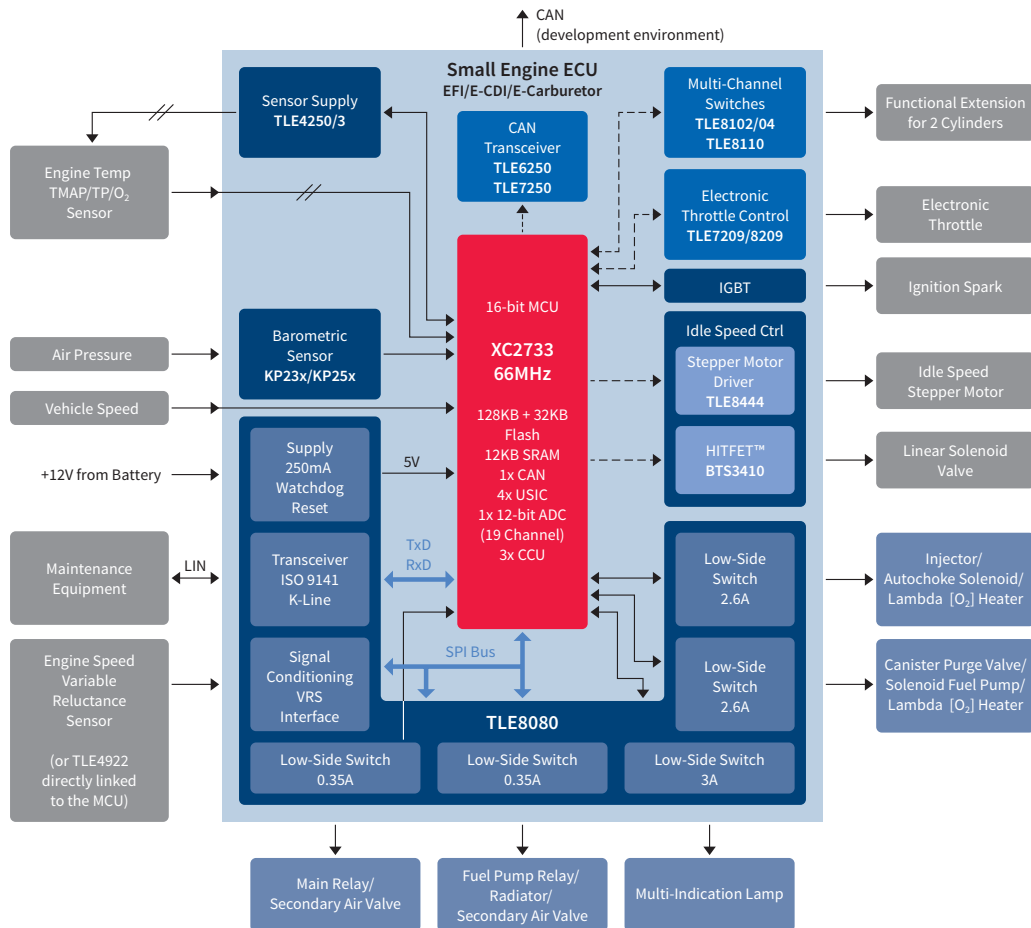 CAN
(development environment)
Small Engine ECU
EFI/E-CDI/E-Carburetor
Sensor Supply
TLE4250/3
CAN
Transceiver
TLE6250
TLE7250
Multi-Channel
Switches
TLE8102/04
TLE8110
Functional Extension
for 2 Cylinders
Engine Temp
TMAP/TP/O₂
Sensor
Electronic
Throttle Control
TLE7209/8209
Electronic
Throttle
IGBT
Ignition Spark
16-bit MCU
XC2733
66MHz
128KB + 32KB
Flash
12KB SRAM
1x CAN
4x USIC
1x 12-bit ADC
(19 Channel)
3x CCU
Air Pressure
Barometric
Sensor
KP23x/KP25x
Idle Speed Ctrl
Stepper Motor
Driver
TLE8444
Idle Speed
Stepper Motor
Vehicle Speed
HITFET™
BTS3410
Linear Solenoid
Valve
+12V from Battery
Supply
250mA
Watchdog
Reset
5V
Maintenance
Equipment
LIN
Transceiver
ISO 9141
K-Line
TxD
RxD
Low-Side
Switch
2.6A
Injector/
Autochoke Solenoid/
Lambda [O₂] Heater
Engine Speed
Variable
Reluctance
Sensor
(or TLE4922
directly linked
to the MCU)
Signal
Conditioning
VRS
Interface
SPI Bus
Low-Side
Switch
2.6A
Canister Purge Valve/
Solenoid Fuel Pump/
Lambda [O₂] Heater
TLE8080
Low-Side Switch
0.35A
Low-Side Switch
0.35A
Low-Side Switch
3A
Main Relay/
Secondary Air Valve
Fuel Pump Relay/
Radiator/
Secondary Air Valve
Multi-Indication Lamp